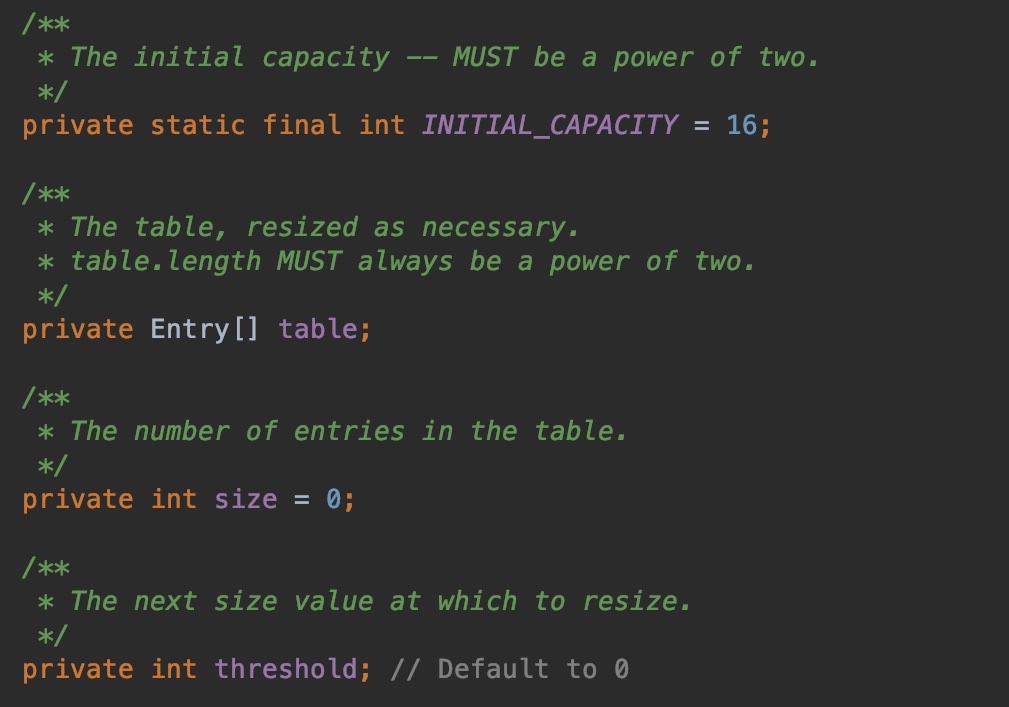 /**
 * The initial capacity -- MUST be a power of two.
 */
private static final int INITIAL_CAPACITY = 16;
/**
 * The table, resized as necessary.
 * table.length MUST always be a power of two.
 */
private Entry[] table;
/**
 * The number of entries in the table.
 */
private int size = 0;
/**
 * The next size value at which to resize.
 */
private int threshold; // Default to 0